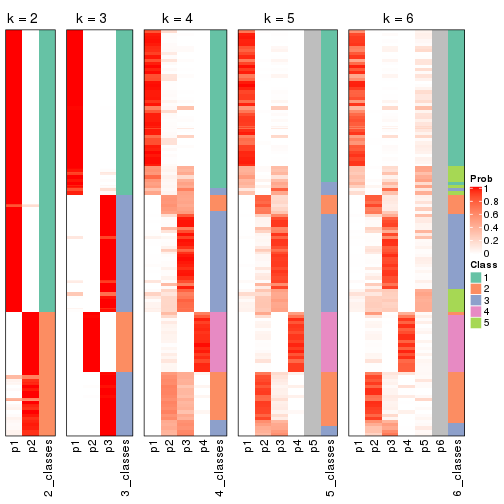 k = 2 k = 3 k = 4 k = 5 k = 6
Prob
1
0.8
0.6
0.4
0.2
0
Class
1
2
3
4
5
p1 p2 2_classes p1 p2 p3 3_classes p1 p2 p3 p4 4_classes p1 p2 p3 p4 p5 5_classes p1 p2 p3 p4 p5 p6 6_classes